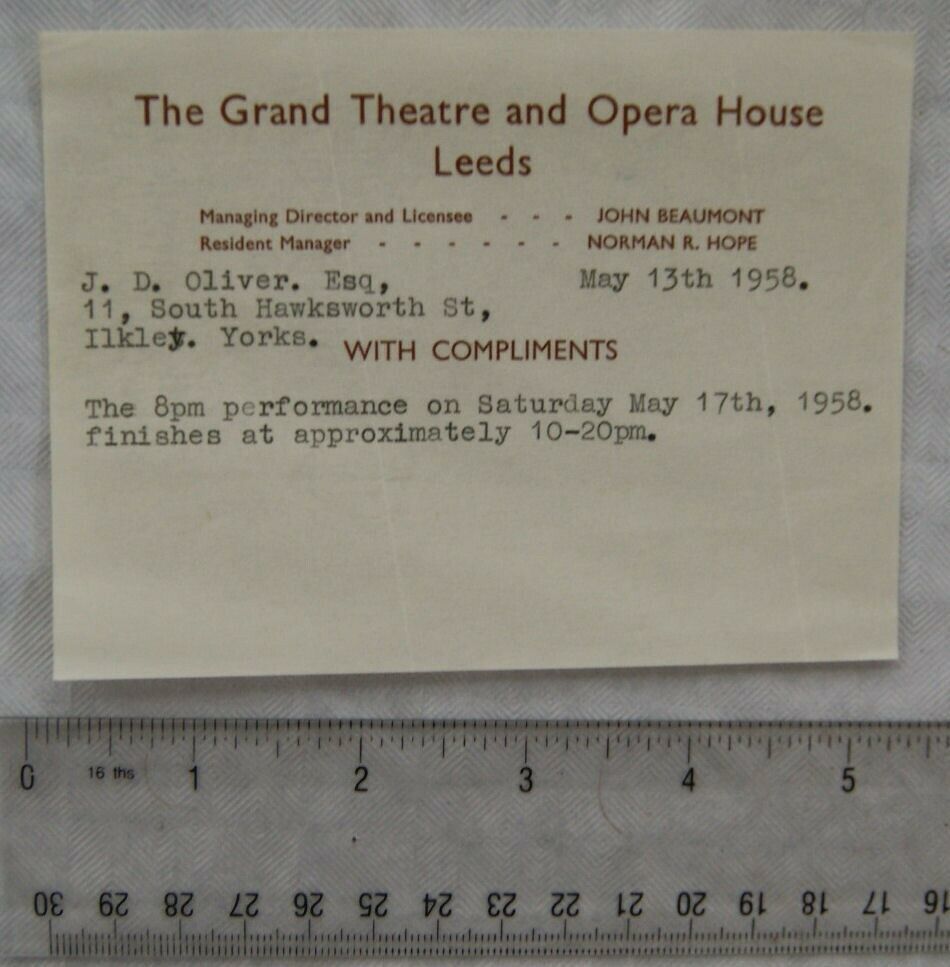 The Grand Theatre and Opera House
Leeds
Managing Director and Licensee - - - JOHN BEAUMONT
Resident Manager - - - - - - NORMAN R. HOPE
J. D. Oliver. Esq, May 13th 1958.
11, South Hawksworth St,
Ilkley. Yorks.
WITH COMPLIMENTS
The 8pm performance on Saturday May 17th, 1958.
finishes at approximately 10-20pm.
0 16 ths 1 2 3 4 5
30 29 28 27 26 25 24 23 22 21 20 19 18 17 16